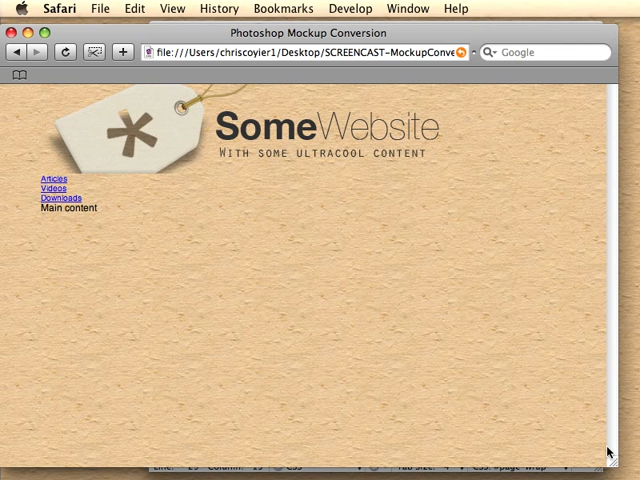 Safari File Edit View History Bookmarks Develop Window Help
Photoshop Mockup Conversion
file:///Users/chriscoyier1/Desktop/SCREENCAST-MockupConve
Google
SomeWebsite
With some ultracool content
Articles
Videos
Downloads
Main content